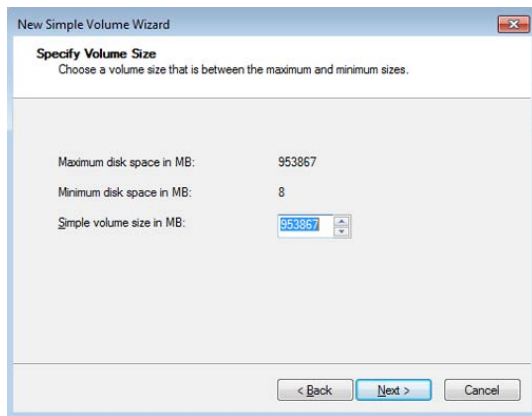 New Simple Volume Wizard
Specify Volume Size
Choose a volume size that is between the maximum and minimum sizes.
Maximum disk space in MB: 953867
Minimum disk space in MB: 8
Simple volume size in MB: 953867
< Back Next > Cancel